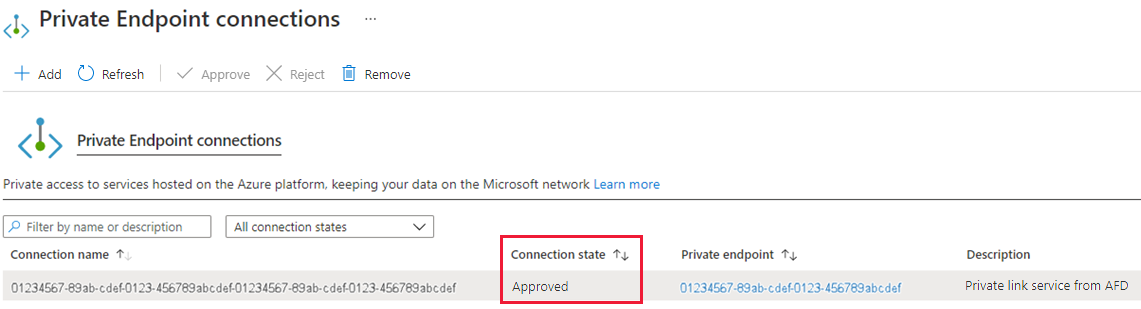 Private Endpoint connections ...
Add Refresh Approve Reject Remove
Private Endpoint connections
Private access to services hosted on the Azure platform, keeping your data on the Microsoft network Learn more
Filter by name or description All connection states
Connection name Connection state Private endpoint Description
01234567-89ab-cdef-0123-456789abcdef-01234567-89ab-cdef-0123-456789abcdef Approved 01234567-89ab-cdef-0123-456789abcdef Private link service from AFD